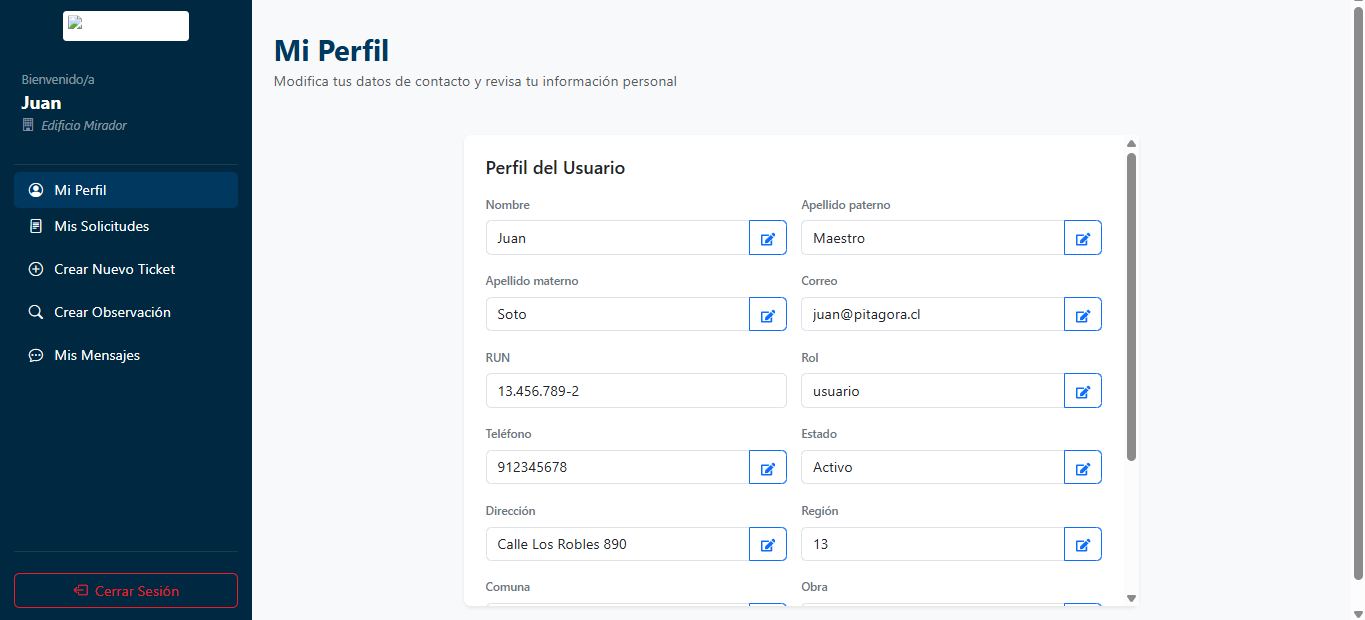 Bienvenido/a
Juan
Edificio Mirador
Mi Perfil
Mis Solicitudes
Crear Nuevo Ticket
Crear Observación
Mis Mensajes
Cerrar Sesión
Mi Perfil
Modifica tus datos de contacto y revisa tu información personal
Perfil del Usuario
Nombre
Juan
Apellido paterno
Maestro
Apellido materno
Soto
Correo
juan@pitagora.cl
RUN
13.456.789-2
Rol
usuario
Teléfono
912345678
Estado
Activo
Dirección
Calle Los Robles 890
Región
13
Comuna
Obra